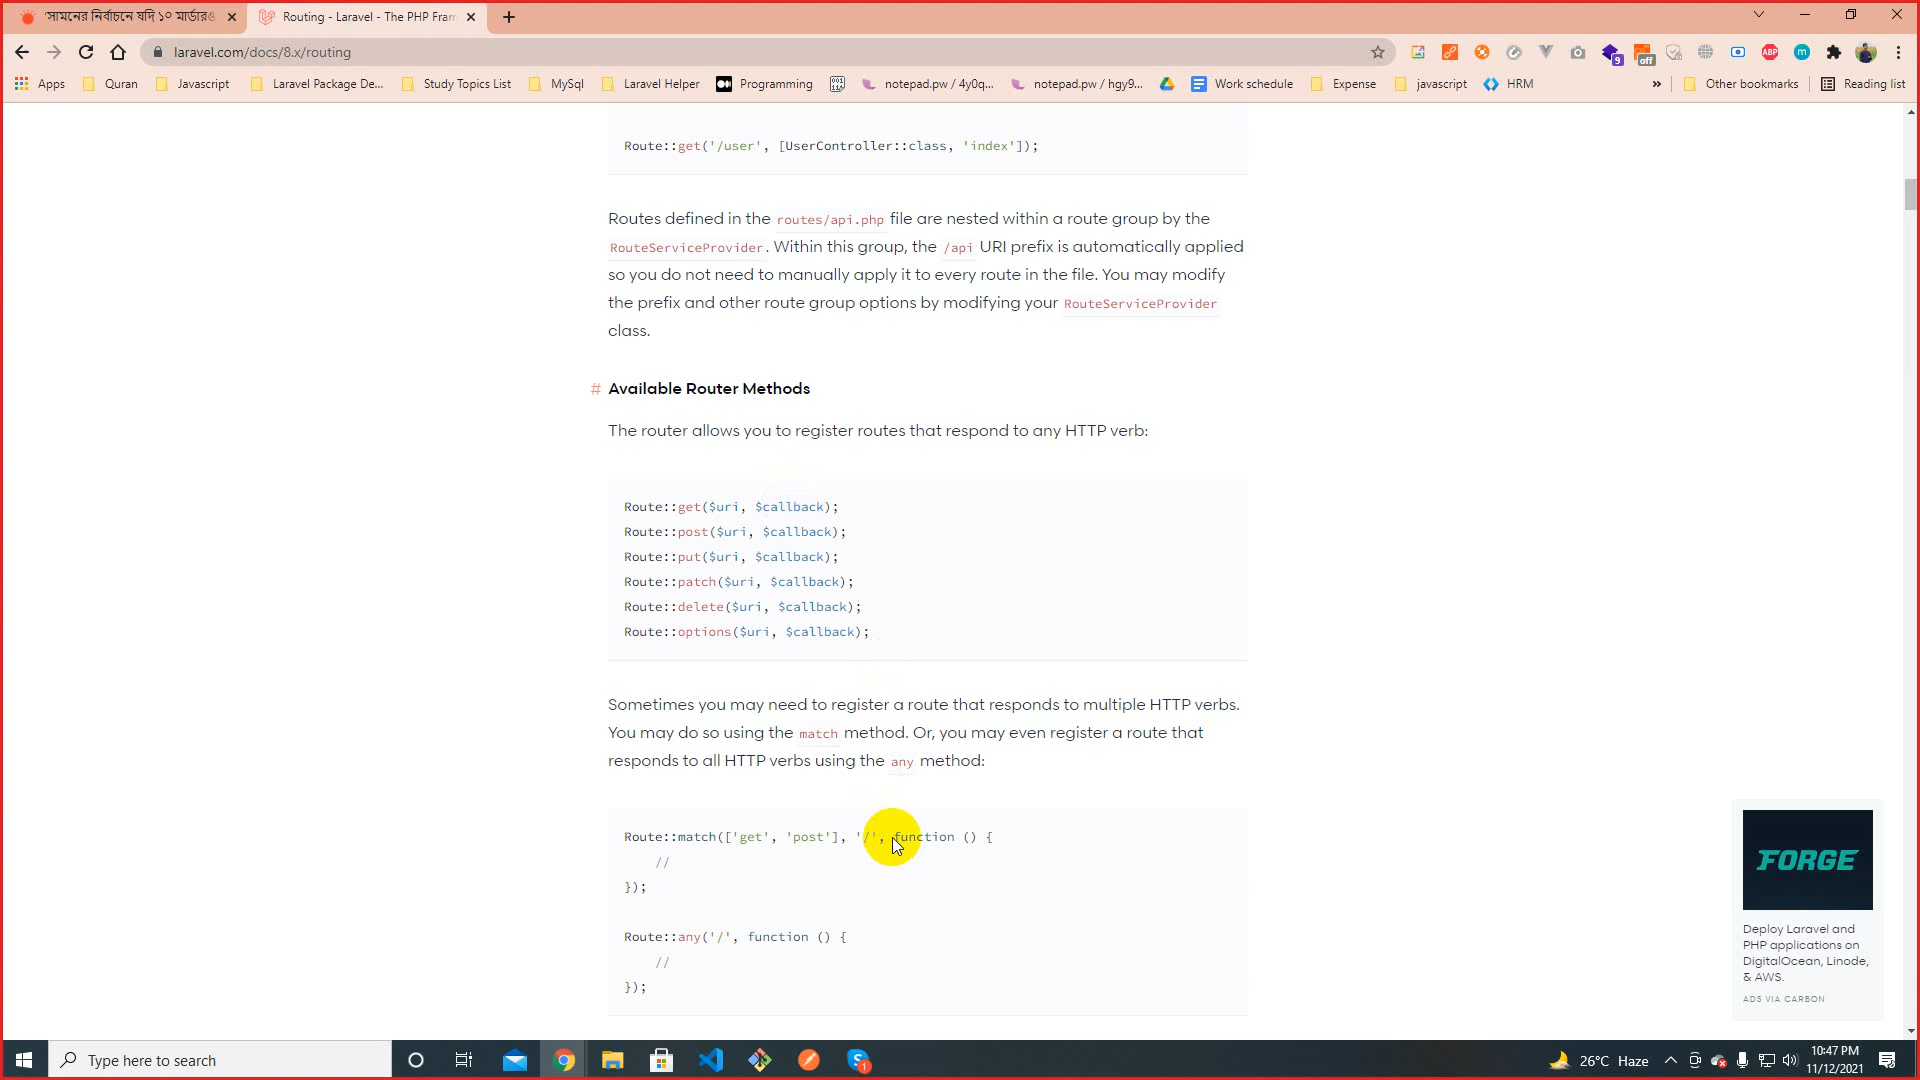 'সামনের নির্বাচনে যদি ১০ মার্ডারও
Routing - Laravel - The PHP Fram
laravel.com/docs/8.x/routing
9
off
ABP
m
Apps
Quran
Javascript
Laravel Package De...
Study Topics List
MySql
Laravel Helper
Programming
notepad.pw / 4y0q...
notepad.pw / hgy9...
Work schedule
Expense
javascript
HRM
»
Other bookmarks
Reading list
Route::get('/user', [UserController::class, 'index']);
Routes defined in the routes/api.php file are nested within a route group by the
RouteServiceProvider. Within this group, the /api URI prefix is automatically applied
so you do not need to manually apply it to every route in the file. You may modify
the prefix and other route group options by modifying your RouteServiceProvider
class.
# Available Router Methods
The router allows you to register routes that respond to any HTTP verb:
Route::get($uri, $callback);
Route::post($uri, $callback);
Route::put($uri, $callback);
Route::patch($uri, $callback);
Route::delete($uri, $callback);
Route::options($uri, $callback);
Sometimes you may need to register a route that responds to multiple HTTP verbs.
You may do so using the match method. Or, you may even register a route that
responds to all HTTP verbs using the any method:
Route::match(['get', 'post'], '/', function () {
//
});
Route::any('/', function () {
//
});
FORGE
Deploy Laravel and
PHP applications on
DigitalOcean, Linode,
& AWS.
ADS VIA CARBON
Type here to search
1
26°C Haze
10:47 PM
11/12/2021